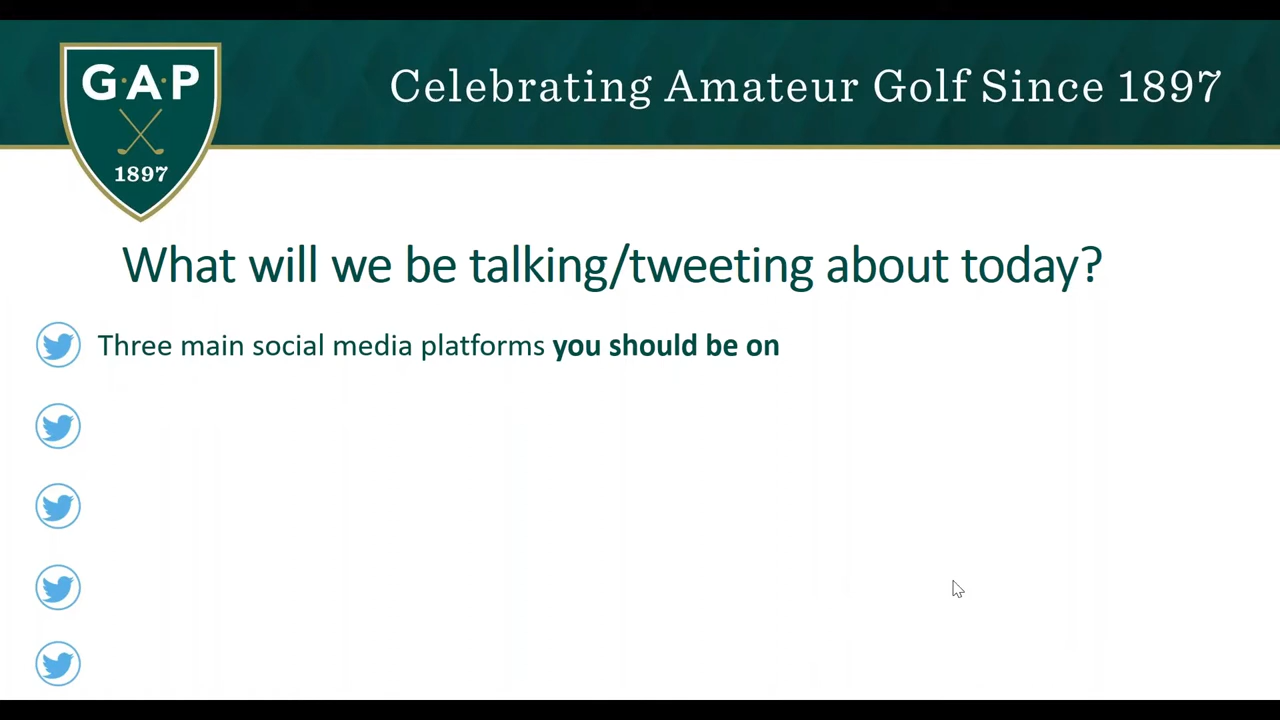 G·A·P
1897
Celebrating Amateur Golf Since 1897
What will we be talking/tweeting about today?
Three main social media platforms you should be on